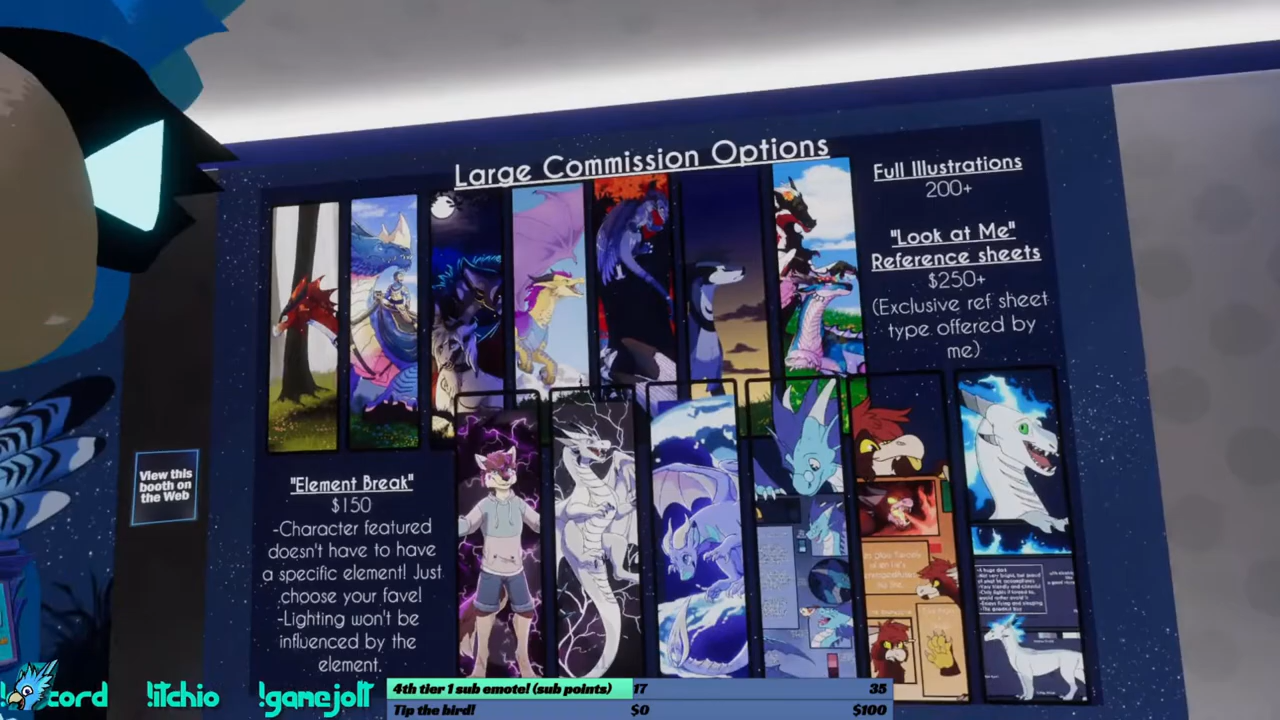 Large Commission Options
Full Illustrations
200+
"Look at Me"
Reference sheets
$250+
(Exclusive ref sheet
type offered by
me)
View this
booth on
the Web
"Element Break"
$150
-Character featured
doesn't have to have
a specific element! Just
choose your fave!
-Lighting won't be
influenced by the
element.
cord
!itchio
!gamejolt
4th tier 1 sub emote! (sub points)
17
35
Tip the bird!
$0
$100